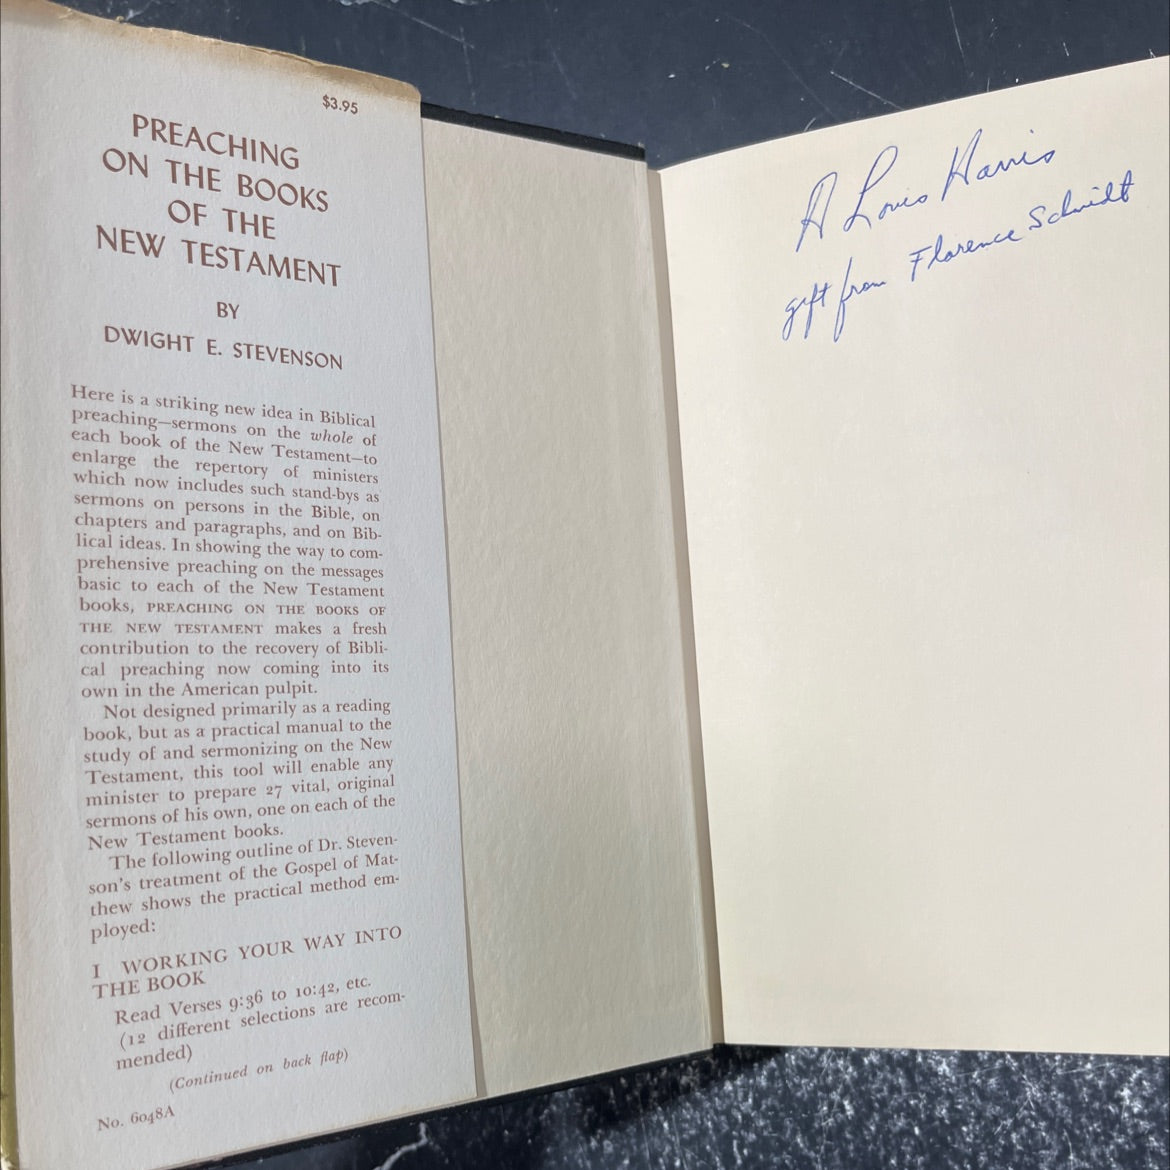 $3.95
PREACHING
ON THE BOOKS
OF THE
NEW TESTAMENT
BY
DWIGHT E. STEVENSON
Here is a striking new idea in Biblical
preaching—sermons on the whole of
each book of the New Testament—to
enlarge the repertory of ministers
which now includes such stand-bys as
sermons on persons in the Bible, on
chapters and paragraphs, and on Bib-
lical ideas. In showing the way to com-
prehensive preaching on the messages
basic to each of the New Testament
books, PREACHING ON THE BOOKS OF
THE NEW TESTAMENT makes a fresh
contribution to the recovery of Bibli-
cal preaching now coming into its
own in the American pulpit.
Not designed primarily as a reading
book, but as a practical manual to the
study of and sermonizing on the New
Testament, this tool will enable any
minister to prepare 27 vital, original
sermons of his own, one on each of the
New Testament books.
The following outline of Dr. Steven-
son's treatment of the Gospel of Mat-
thew shows the practical method em-
ployed:
I WORKING YOUR WAY INTO
THE BOOK
Read Verses 9:36 to 10:42, etc.
(12 different selections are recom-
mended)
(Continued on back flap)
No. 6048A
A Louis Harris
gift from Florence Schmidt